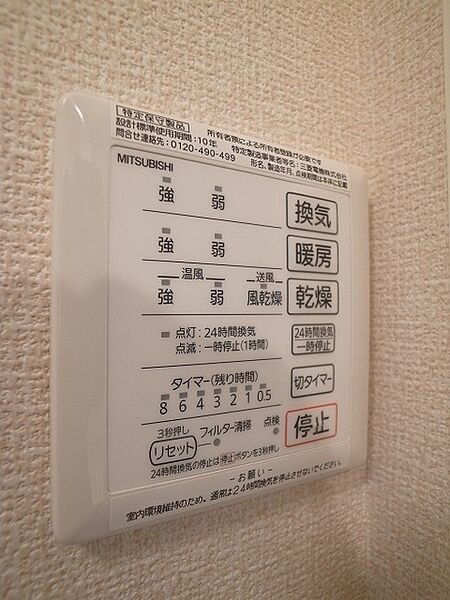 特定保守製品 所有者票による所有者登録が必要です
設計標準使用期間：10年 特定製造事業者等名：三菱電機株式会社
問合せ連絡先：0120-490-499 形名、製造年月、点検期間は本体に記載
MITSUBISHI
強 弱 換気
強 弱 暖房
温風 送風
強 弱 風乾燥 乾燥
点灯：24時間換気
点滅：一時停止(1時間)
24時間換気
一時停止
タイマー(残り時間)
8 6 4 3 2 1 0.5
切タイマー
3秒押し
リセット フィルター清掃 点検 停止
24時間換気の停止は停止ボタンを3秒押し
－お願い－
室内環境維持のため、通常は24時間換気を停止させないでください。